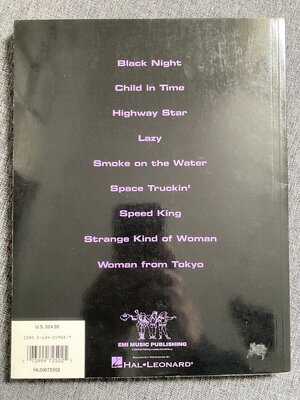 Black Night
Child in Time
Highway Star
Lazy
Smoke on the Water
Space Truckin'
Speed King
Strange Kind of Woman
Woman from Tokyo
U.S. $24.95
HL00672502
EMI MUSIC PUBLISHING
HAL•LEONARD®